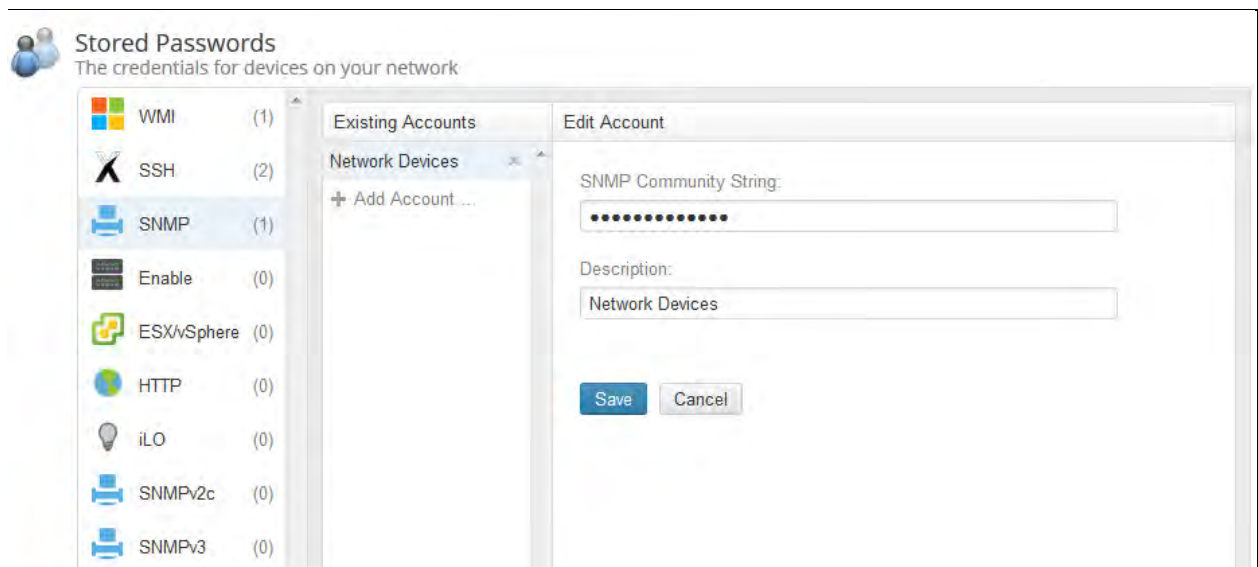 Stored Passwords
The credentials for devices on your network
WMI (1)
SSH (2)
SNMP (1)
Enable (0)
ESX/vSphere (0)
HTTP (0)
iLO (0)
SNMPv2c (0)
SNMPv3 (0)
Existing Accounts
Network Devices ×
+ Add Account ...
Edit Account
SNMP Community String:
•••••••••••••
Description:
Network Devices
Save Cancel